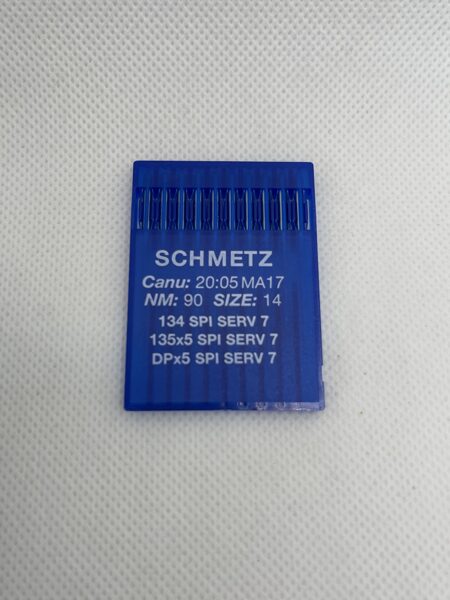 SCHMETZ
Canu: 20:05 MA17
NM: 90 SIZE: 14
134 SPI SERV 7
135x5 SPI SERV 7
DPx5 SPI SERV 7